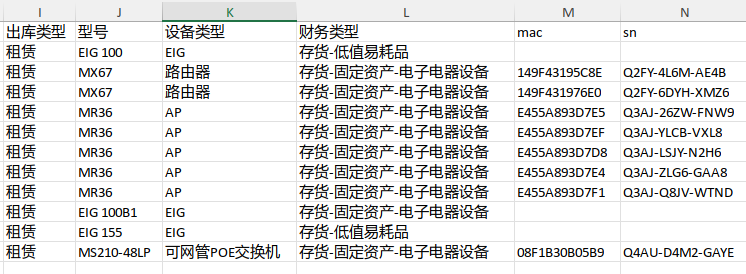 I J K L M N
出库类型 型号 设备类型 财务类型 mac sn
租赁 EIG 100 EIG 存货-低值易耗品
租赁 MX67 路由器 存货-固定资产-电子电器设备 149F43195C8E Q2FY-4L6M-AE4B
租赁 MX67 路由器 存货-固定资产-电子电器设备 149F431976E0 Q2FY-6DYH-XMZ6
租赁 MR36 AP 存货-固定资产-电子电器设备 E455A893D7E5 Q3AJ-26ZW-FNW9
租赁 MR36 AP 存货-固定资产-电子电器设备 E455A893D7EF Q3AJ-YLCB-VXL8
租赁 MR36 AP 存货-固定资产-电子电器设备 E455A893D7D8 Q3AJ-LSJY-N2H6
租赁 MR36 AP 存货-固定资产-电子电器设备 E455A893D7E4 Q3AJ-ZLG6-GAA8
租赁 MR36 AP 存货-固定资产-电子电器设备 E455A893D7F1 Q3AJ-Q8JV-WTND
租赁 EIG 100B1 EIG 存货-固定资产-电子电器设备
租赁 EIG 155 EIG 存货-低值易耗品
租赁 MS210-48LP 可网管POE交换机 存货-固定资产-电子电器设备 08F1B30B05B9 Q4AU-D4M2-GAYE